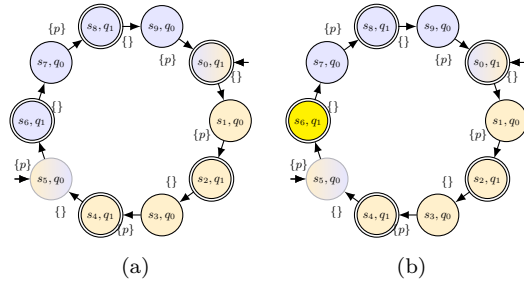 {p} s₈, q₁ {} s₉, q₀
s₇, q₀ {p} s₀, q₁
{}
s₆, q₁ {} s₁, q₀
{p}
{p} s₅, q₀ {} s₂, q₁
{} s₄, q₁ {p} s₃, q₀
(a)
{p} s₈, q₁ {} s₉, q₀
s₇, q₀ {p} s₀, q₁
{}
s₆, q₁ {} s₁, q₀
{p}
{p} s₅, q₀ {} s₂, q₁
{} s₄, q₁ {p} s₃, q₀
(b)